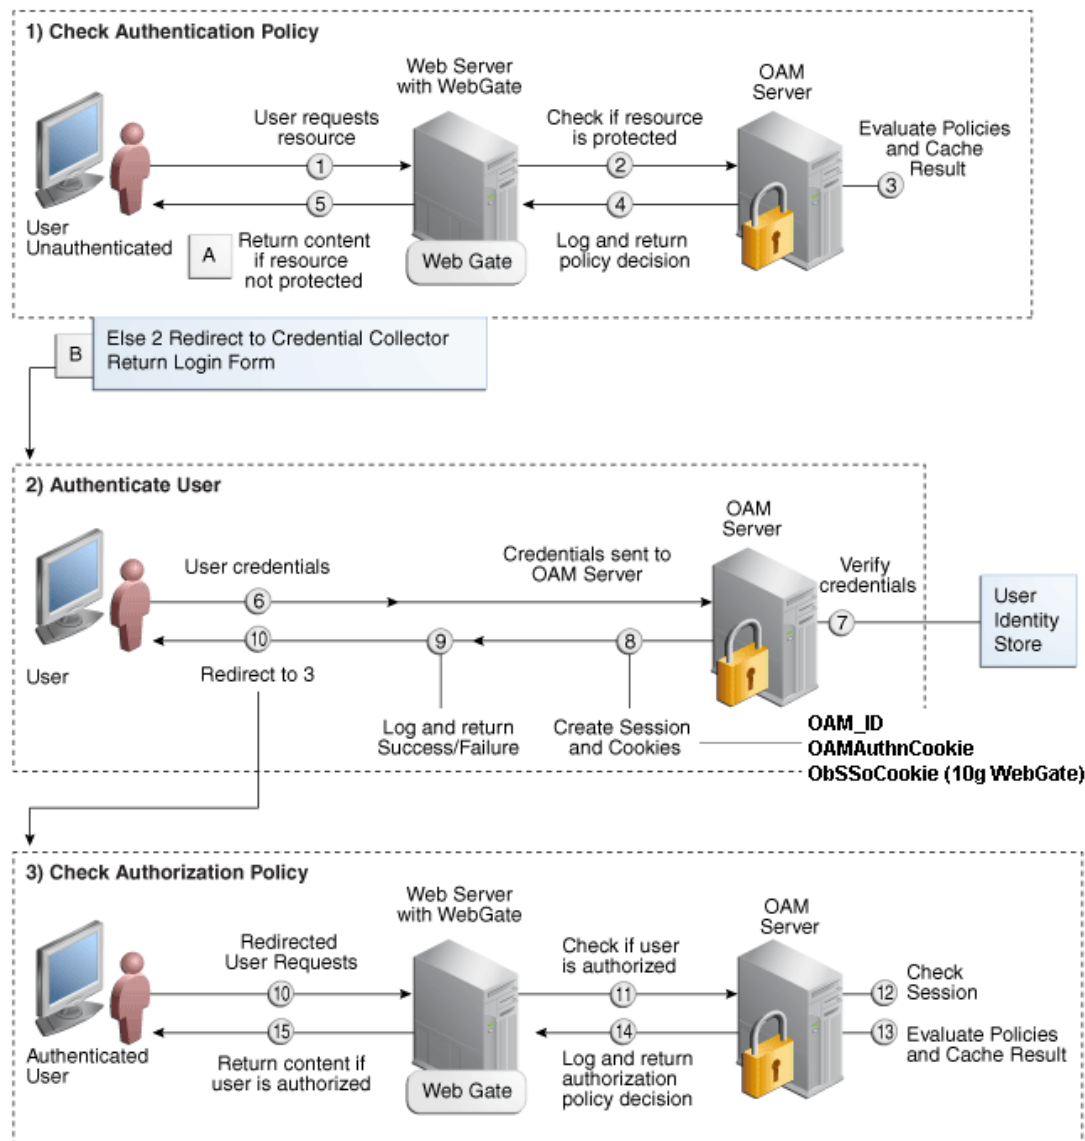 1) Check Authentication Policy
Web Server
with WebGate
OAM
Server
User requests
resource
Check if resource
is protected
Evaluate Policies
and Cache
Result
1
2
3
5
4
User
Unauthenticated
A
Return content
if resource
not protected
Web Gate
Log and return
policy decision
B
Else 2 Redirect to Credential Collector
Return Login Form
2) Authenticate User
OAM
Server
User credentials
Credentials sent to
OAM Server
Verify
credentials
User
Identity
Store
6
7
10
9
8
User
Redirect to 3
Log and return
Success/Failure
Create Session
and Cookies
OAM_ID
OAMAuthnCookie
ObSSoCookie (10g WebGate)
3) Check Authorization Policy
Web Server
with WebGate
OAM
Server
Redirected
User Requests
Check if user
is authorized
10
11
12
Check
Session
15
14
13
Evaluate Policies
and Cache Result
Authenticated
User
Return content if
user is authorized
Web Gate
Log and return
authorization
policy decision